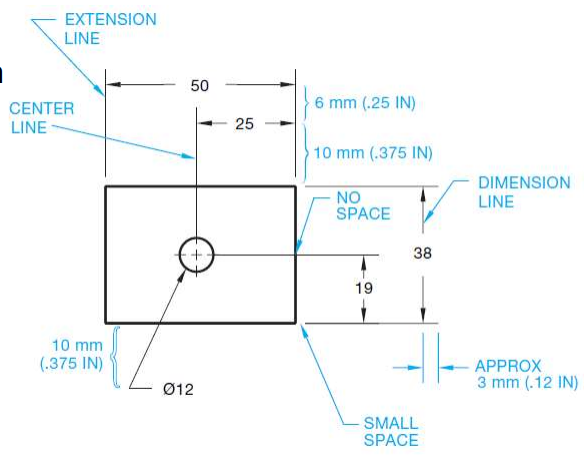 EXTENSION
LINE
50
6 mm (.25 IN)
CENTER
LINE
25
10 mm (.375 IN)
NO
SPACE
DIMENSION
LINE
38
19
10 mm
(.375 IN)
Ø12
APPROX
3 mm (.12 IN)
SMALL
SPACE